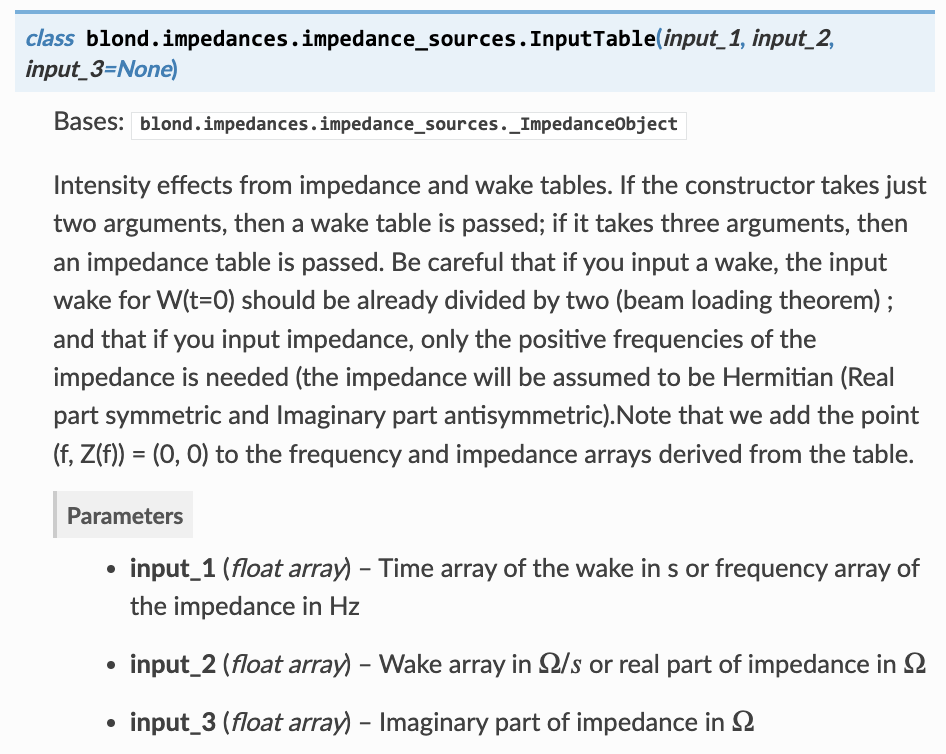 class blond.impedances.impedance_sources.InputTable(input_1, input_2,
input_3=None)
Bases: blond.impedances.impedance_sources._ImpedanceObject
Intensity effects from impedance and wake tables. If the constructor takes just
two arguments, then a wake table is passed; if it takes three arguments, then
an impedance table is passed. Be careful that if you input a wake, the input
wake for W(t=0) should be already divided by two (beam loading theorem) ;
and that if you input impedance, only the positive frequencies of the
impedance is needed (the impedance will be assumed to be Hermitian (Real
part symmetric and Imaginary part antisymmetric).Note that we add the point
(f, Z(f)) = (0, 0) to the frequency and impedance arrays derived from the table.
Parameters
• input_1 (float array) – Time array of the wake in s or frequency array of
the impedance in Hz
• input_2 (float array) – Wake array in Ω/s or real part of impedance in Ω
• input_3 (float array) – Imaginary part of impedance in Ω